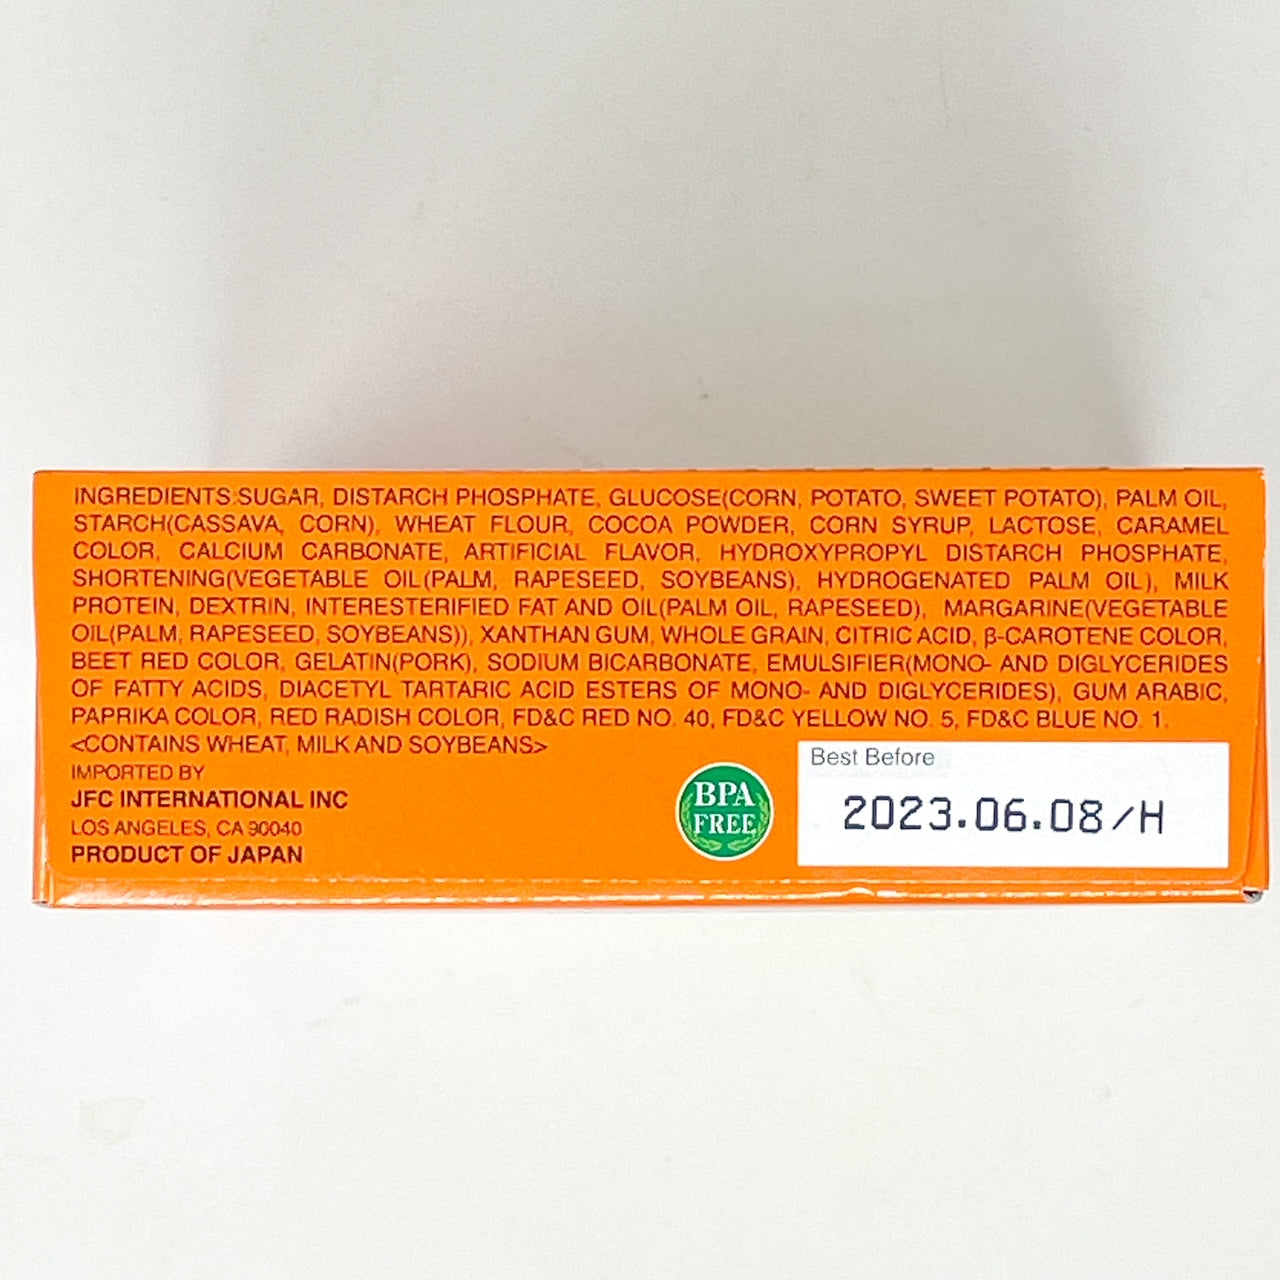 INGREDIENTS:SUGAR, DISTARCH PHOSPHATE, GLUCOSE(CORN, POTATO, SWEET POTATO), PALM OIL,
STARCH(CASSAVA, CORN), WHEAT FLOUR, COCOA POWDER, CORN SYRUP, LACTOSE, CARAMEL
COLOR, CALCIUM CARBONATE, ARTIFICIAL FLAVOR, HYDROXYPROPYL DISTARCH PHOSPHATE,
SHORTENING(VEGETABLE OIL(PALM, RAPESEED, SOYBEANS), HYDROGENATED PALM OIL), MILK
PROTEIN, DEXTRIN, INTERESTERIFIED FAT AND OIL(PALM OIL, RAPESEED), MARGARINE(VEGETABLE
OIL(PALM, RAPESEED, SOYBEANS)), XANTHAN GUM, WHOLE GRAIN, CITRIC ACID, β-CAROTENE COLOR,
BEET RED COLOR, GELATIN(PORK), SODIUM BICARBONATE, EMULSIFIER(MONO- AND DIGLYCERIDES
OF FATTY ACIDS, DIACETYL TARTARIC ACID ESTERS OF MONO- AND DIGLYCERIDES), GUM ARABIC,
PAPRIKA COLOR, RED RADISH COLOR, FD&C RED NO. 40, FD&C YELLOW NO. 5, FD&C BLUE NO. 1.
<CONTAINS WHEAT, MILK AND SOYBEANS>
IMPORTED BY
JFC INTERNATIONAL INC
LOS ANGELES, CA 90040
PRODUCT OF JAPAN
BPA
FREE
Best Before
2023.06.08/H